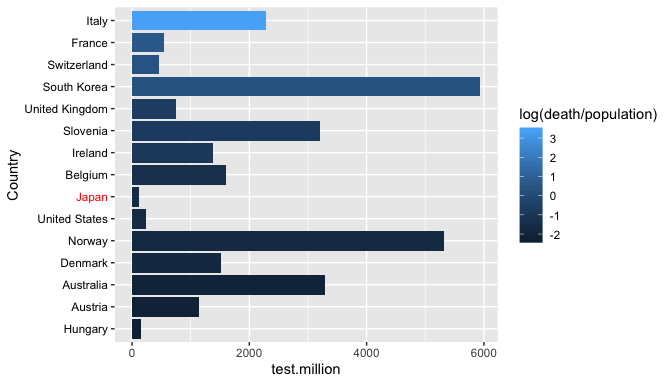 Italy
France
Switzerland
South Korea
United Kingdom
Slovenia
Ireland
Belgium
Japan
United States
Norway
Denmark
Australia
Austria
Hungary
Country
0 2000 4000 6000
test.million
log(death/population)
3
2
1
0
-1
-2